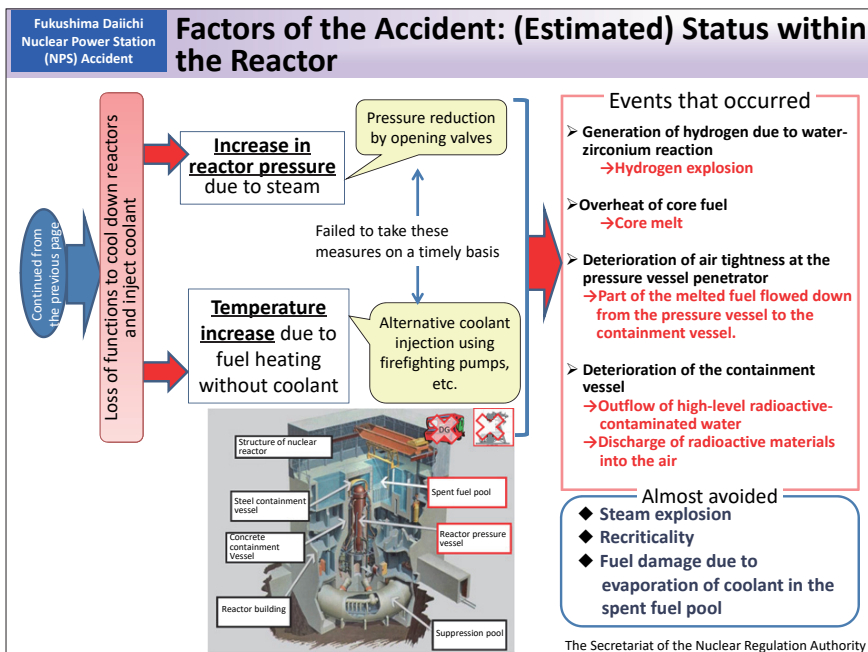 Fukushima Daiichi
Nuclear Power Station
(NPS) Accident
Factors of the Accident: (Estimated) Status within
the Reactor
Continued from
the previous page
Loss of functions to cool down reactors
and inject coolant
Increase in
reactor pressure
due to steam
Pressure reduction
by opening valves
Failed to take these
measures on a timely basis
Temperature
increase due to
fuel heating
without coolant
Alternative coolant
injection using
firefighting pumps,
etc.
DG
Structure of nuclear
reactor
Steel containment
vessel
Concrete
containment
Vessel
Reactor building
Spent fuel pool
Reactor pressure
vessel
Suppression pool
Events that occurred
➢ Generation of hydrogen due to water-
zirconium reaction
→Hydrogen explosion
➢Overheat of core fuel
→Core melt
➢ Deterioration of air tightness at the
pressure vessel penetrator
→Part of the melted fuel flowed down
from the pressure vessel to the
containment vessel.
➢ Deterioration of the containment
vessel
→Outflow of high-level radioactive-
contaminated water
→Discharge of radioactive materials
into the air
Almost avoided
◆ Steam explosion
◆ Recriticality
◆ Fuel damage due to
evaporation of coolant in the
spent fuel pool
The Secretariat of the Nuclear Regulation Authority